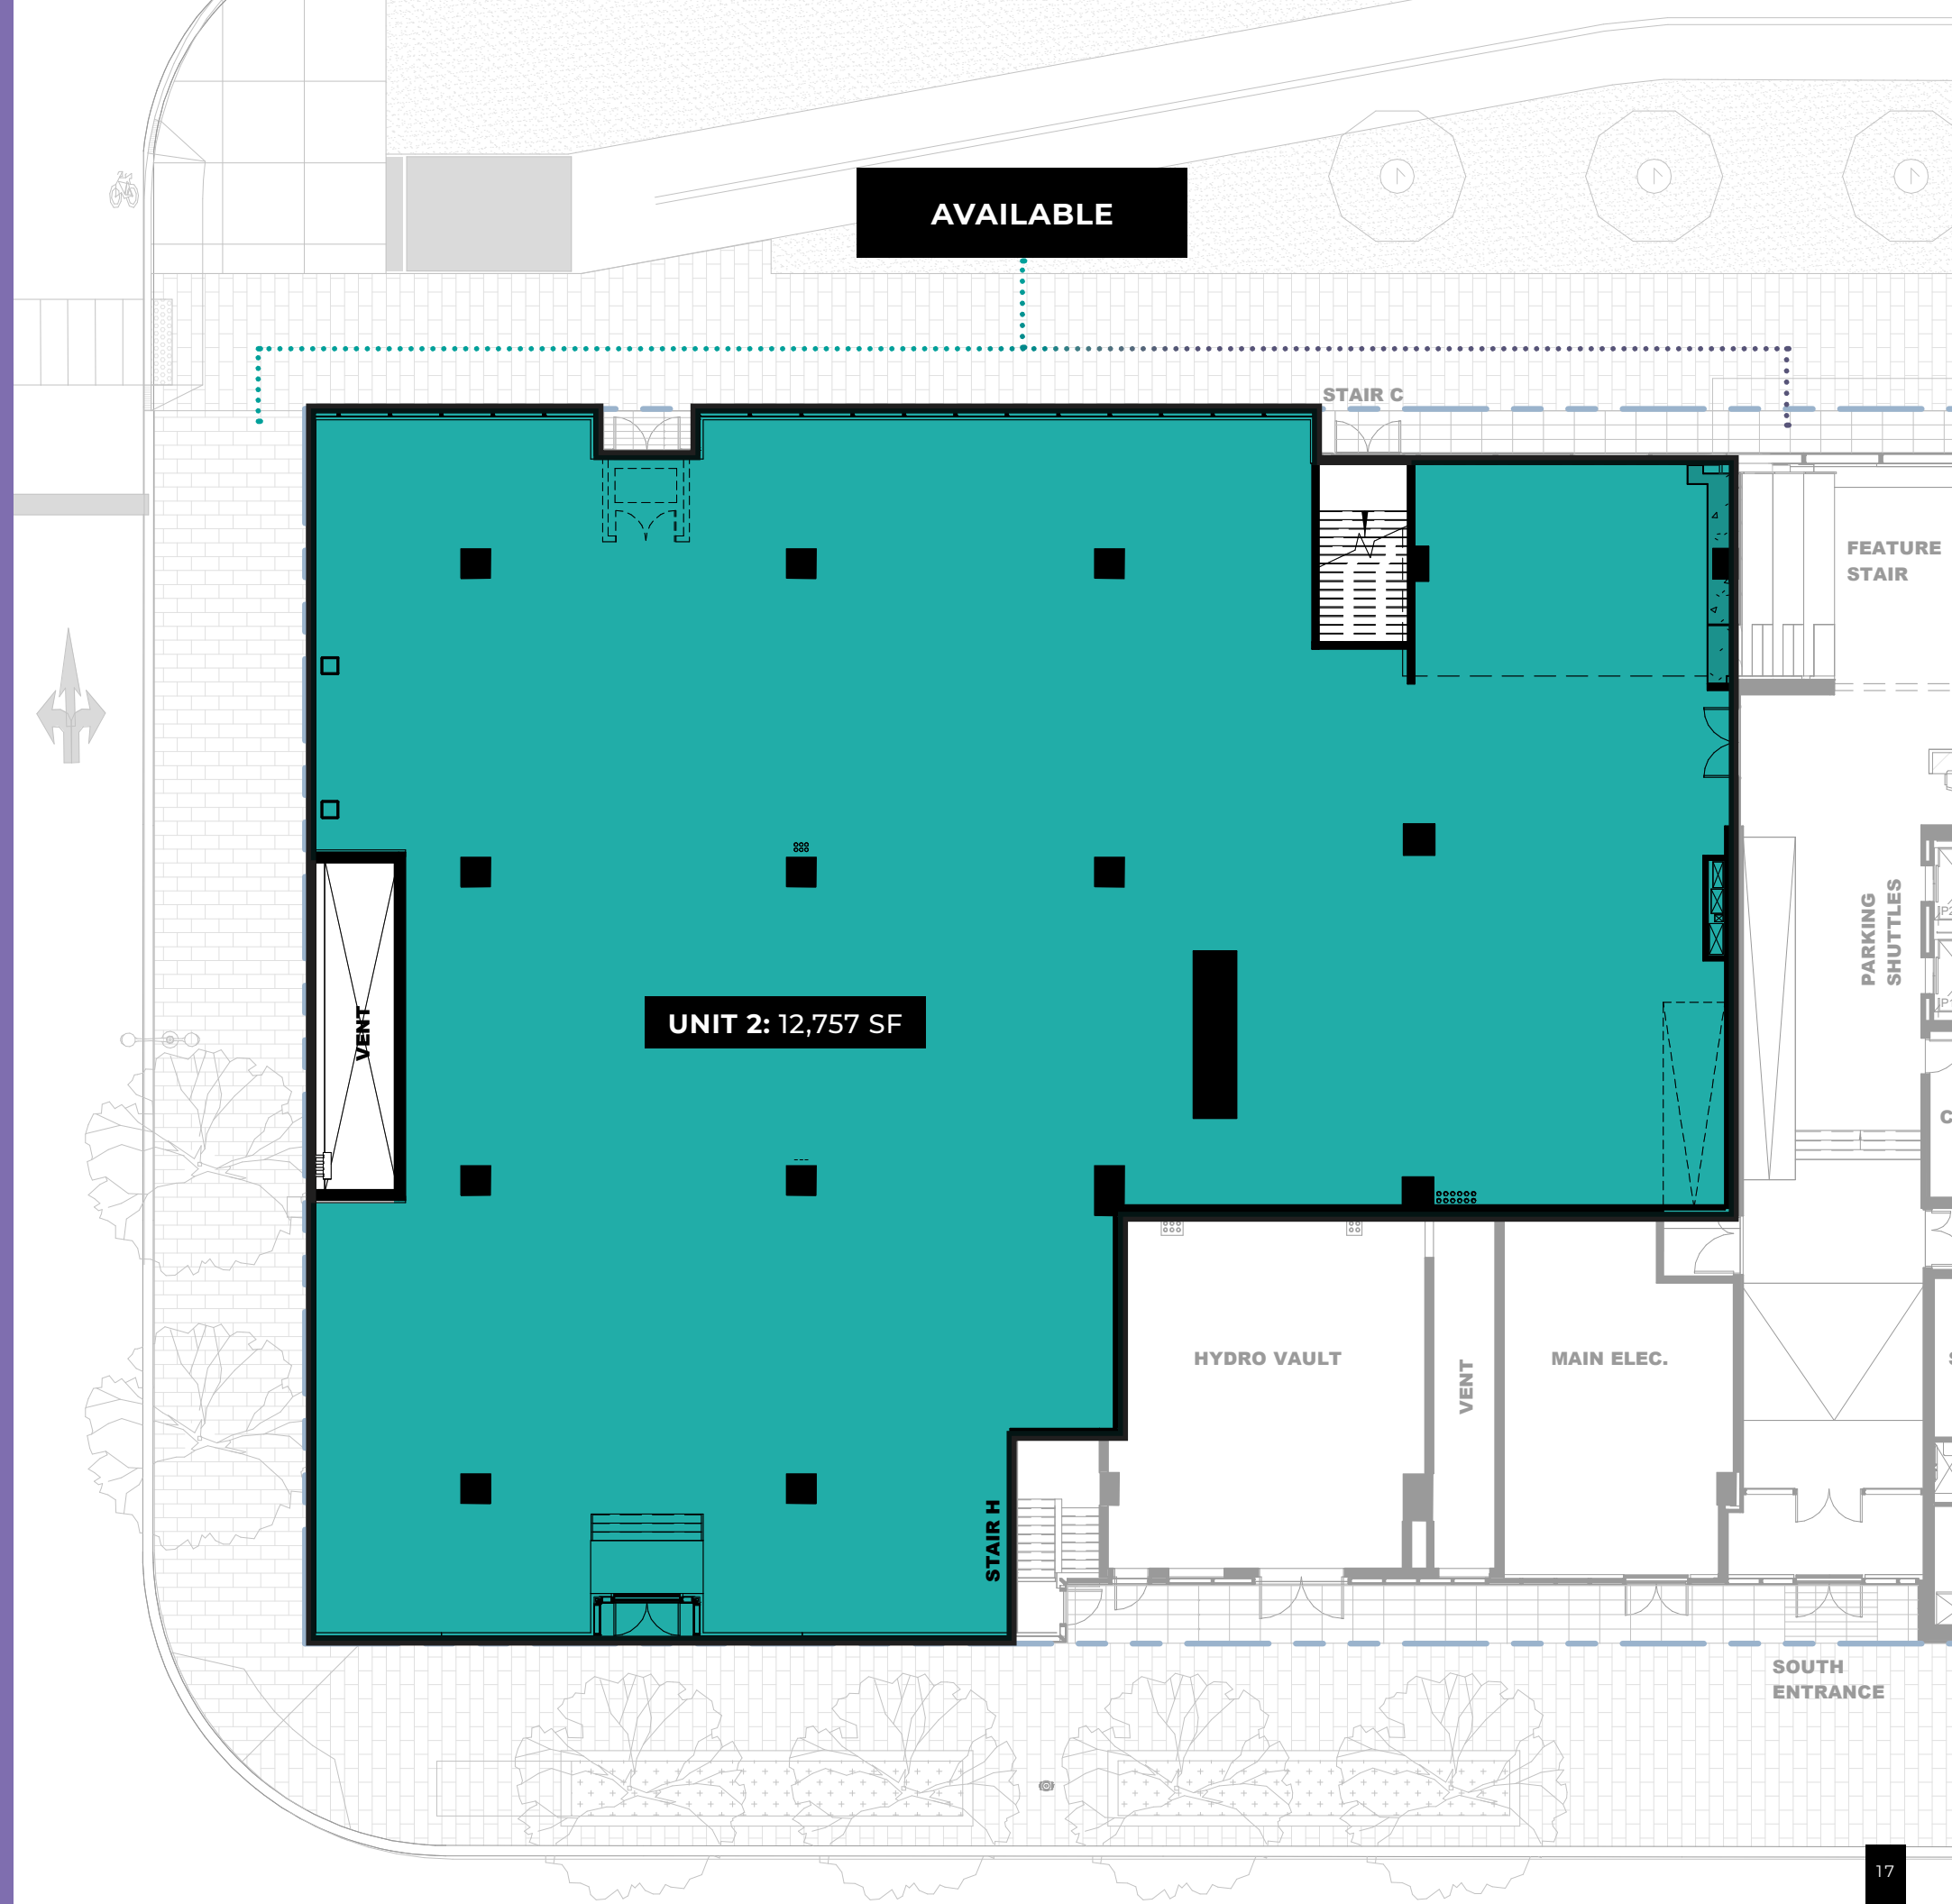 AVAILABLE
STAIR C
FEATURE
STAIR
PARKING
SHUTTLES
VENT
UNIT 2: 12,757 SF
HYDRO VAULT
VENT
MAIN ELEC.
STAIR H
SOUTH
ENTRANCE
17